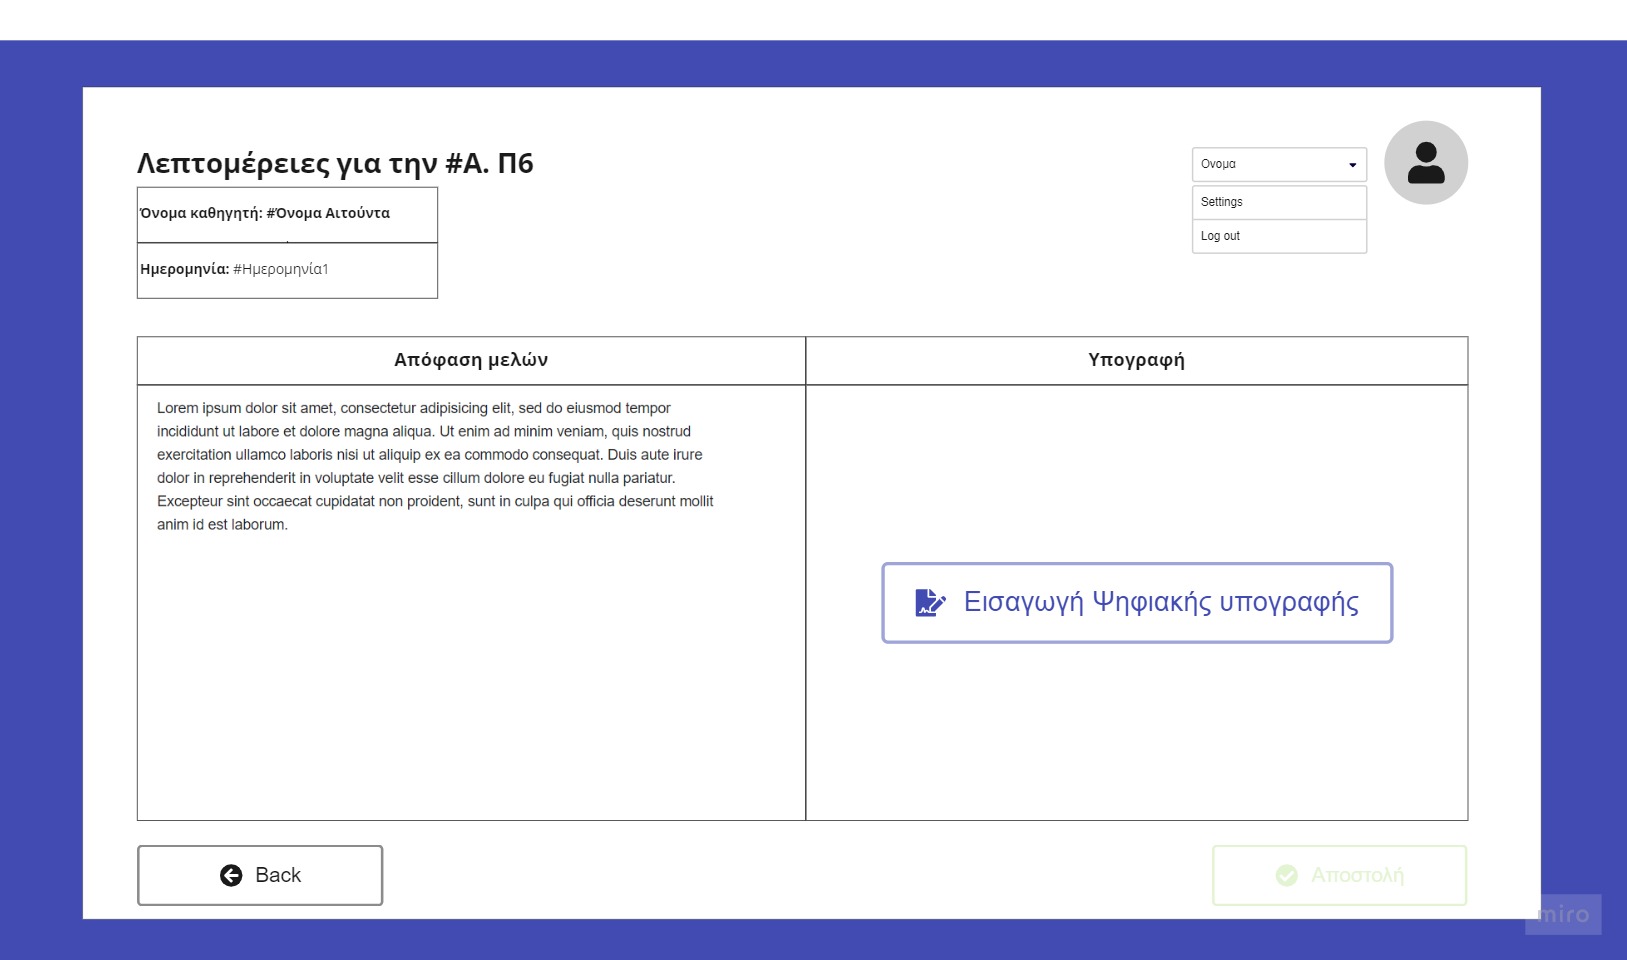 Λεπτομέρειες για την #Α. Π6
Όνομα καθηγητή: #Όνομα Αιτούντα
Ημερομηνία: #Ημερομηνία1
Ονομα
Settings
Log out
Απόφαση μελών
Υπογραφή
Lorem ipsum dolor sit amet, consectetur adipisicing elit, sed do eiusmod tempor
incididunt ut labore et dolore magna aliqua. Ut enim ad minim veniam, quis nostrud
exercitation ullamco laboris nisi ut aliquip ex ea commodo consequat. Duis aute irure
dolor in reprehenderit in voluptate velit esse cillum dolore eu fugiat nulla pariatur.
Excepteur sint occaecat cupidatat non proident, sunt in culpa qui officia deserunt mollit
anim id est laborum.
Εισαγωγή Ψηφιακής υπογραφής
Back
Αποστολή
miro